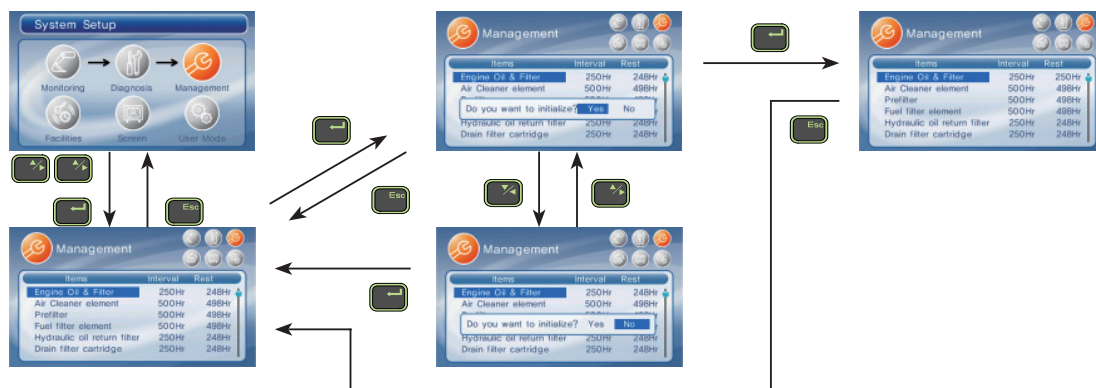 System Setup
Monitoring
Diagnosis
Management
Facilities
Screen
User Mode
Esc
Management
Items Interval Rest
Engine Oil & Filter 250Hr 248Hr
Air Cleaner element 500Hr 498Hr
Prefilter 500Hr 498Hr
Fuel filter element 500Hr 498Hr
Hydraulic oil return filter 250Hr 248Hr
Drain filter cartridge 250Hr 248Hr
Esc
Management
Items Interval Rest
Engine Oil & Filter 250Hr 248Hr
Air Cleaner element 500Hr 498Hr
Do you want to initialize? Yes No
Hydraulic oil return filter 250Hr 248Hr
Drain filter cartridge 250Hr 248Hr
Management
Items Interval Rest
Engine Oil & Filter 250Hr 248Hr
Air Cleaner element 500Hr 498Hr
Do you want to initialize? Yes No
Hydraulic oil return filter 250Hr 248Hr
Drain filter cartridge 250Hr 248Hr
Management
Items Interval Rest
Engine Oil & Filter 250Hr 250Hr
Air Cleaner element 500Hr 498Hr
Prefilter 500Hr 498Hr
Fuel filter element 500Hr 498Hr
Hydraulic oil return filter 250Hr 248Hr
Drain filter cartridge 250Hr 248Hr
Esc